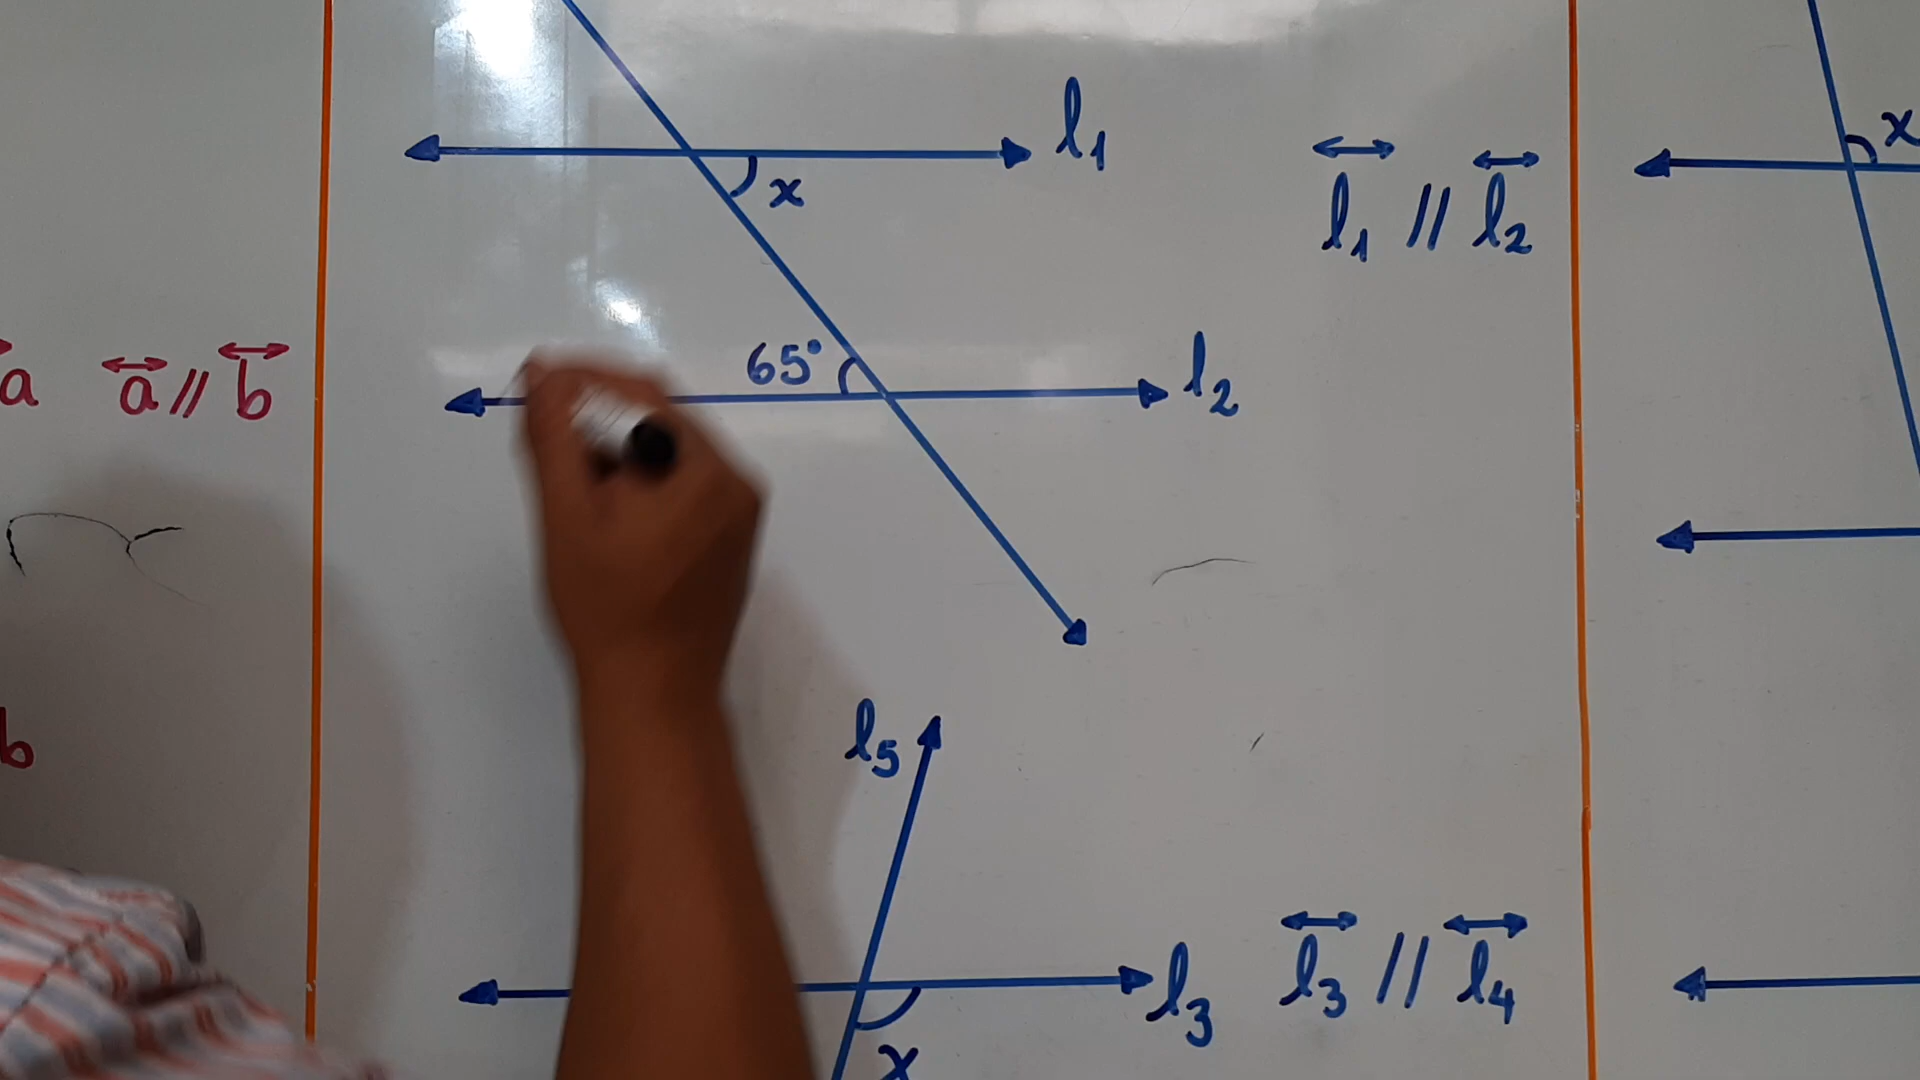 l₁
x
l₁ // l₂
x
65°
l₂
a
a // b
b
l₅
l₃
l₃ // l₄
x